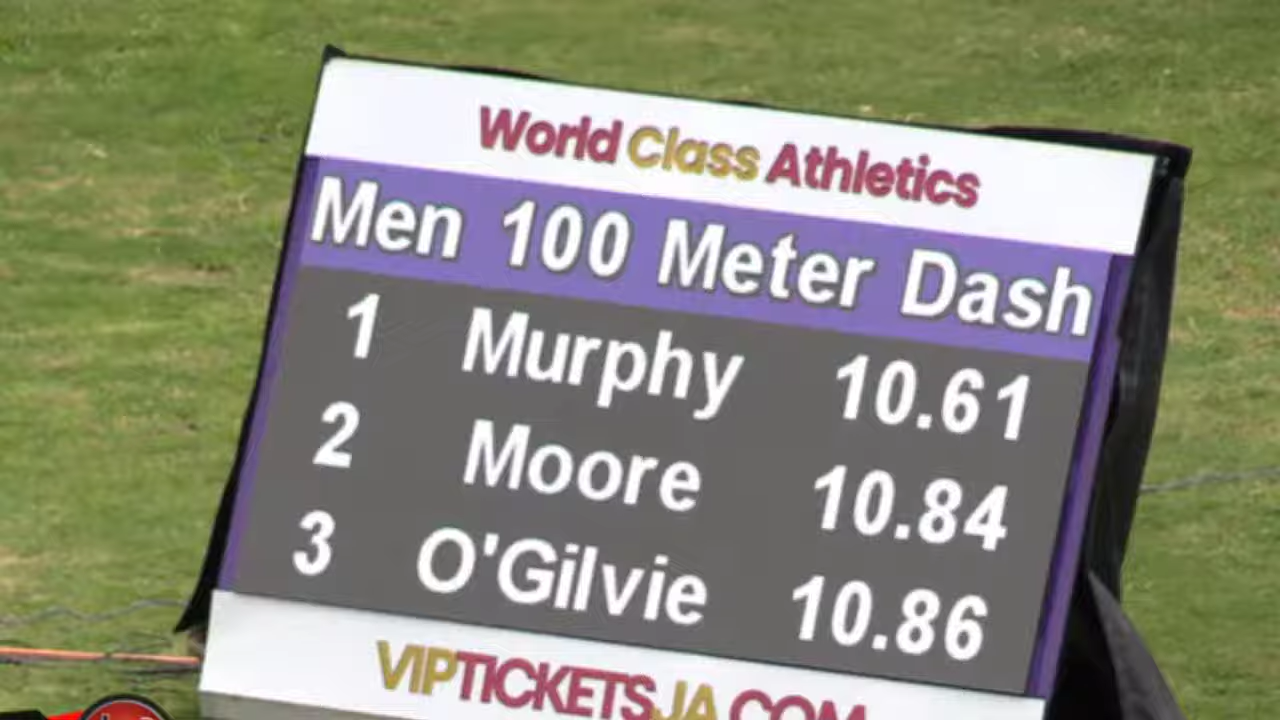 World Class Athletics
Men 100 Meter Dash
1 Murphy 10.61
2 Moore 10.84
3 O'Gilvie 10.86
VIPTICKETSJA.COM